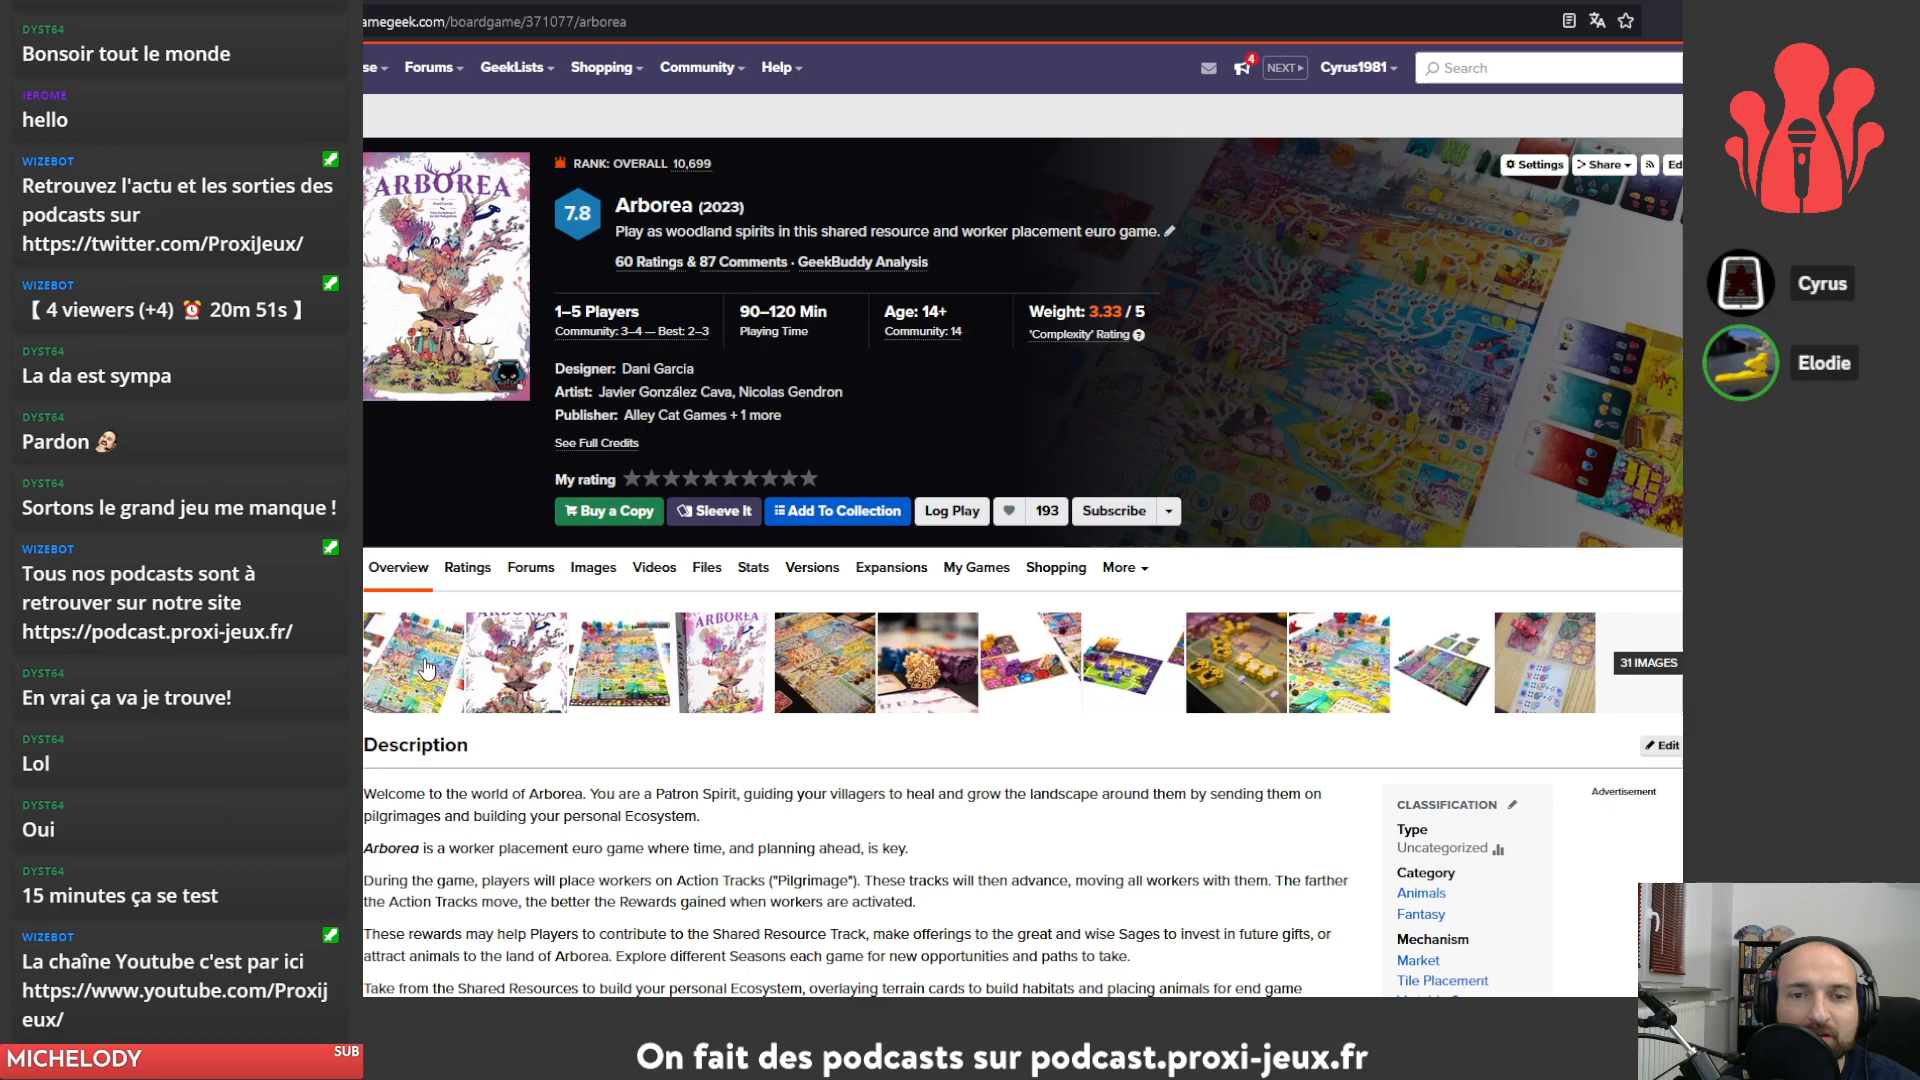 DYST64
Bonsoir tout le monde
IEROME
hello
WIZEBOT
Retrouvez l'actu et les sorties des
podcasts sur
https://twitter.com/ProxiJeux/
WIZEBOT
【 4 viewers (+4) ⏰ 20m 51s 】
DYST64
La da est sympa
DYST64
Pardon
DYST64
Sortons le grand jeu me manque !
WIZEBOT
Tous nos podcasts sont à
retrouver sur notre site
https://podcast.proxi-jeux.fr/
DYST64
En vrai ça va je trouve!
DYST64
Lol
DYST64
Oui
DYST64
15 minutes ça se test
WIZEBOT
La chaîne Youtube c'est par ici
https://www.youtube.com/Proxij
eux/
MICHELODY
SUB
amegeek.com/boardgame/371077/arborea
se Forums GeekLists Shopping Community Help
4 NEXT Cyrus1981 Search
RANK: OVERALL 10,699
Settings Share Ed
ARBOREA
7.8
Arborea (2023)
Play as woodland spirits in this shared resource and worker placement euro game.
60 Ratings & 87 Comments · GeekBuddy Analysis
1–5 Players 90–120 Min Age: 14+ Weight: 3.33 / 5
Community: 3–4 — Best: 2–3 Playing Time Community: 14 'Complexity' Rating
Designer: Dani Garcia
Artist: Javier González Cava, Nicolas Gendron
Publisher: Alley Cat Games + 1 more
See Full Credits
My rating
Buy a Copy Sleeve It Add To Collection Log Play 193 Subscribe
Overview Ratings Forums Images Videos Files Stats Versions Expansions My Games Shopping More
ARBOREA
ARBOREA
31 IMAGES
Description
Edit
Welcome to the world of Arborea. You are a Patron Spirit, guiding your villagers to heal and grow the landscape around them by sending them on
pilgrimages and building your personal Ecosystem.
Arborea is a worker placement euro game where time, and planning ahead, is key.
During the game, players will place workers on Action Tracks ("Pilgrimage"). These tracks will then advance, moving all workers with them. The farther
the Action Tracks move, the better the Rewards gained when workers are activated.
These rewards may help Players to contribute to the Shared Resource Track, make offerings to the great and wise Sages to invest in future gifts, or
attract animals to the land of Arborea. Explore different Seasons each game for new opportunities and paths to take.
Take from the Shared Resources to build your personal Ecosystem, overlaying terrain cards to build habitats and placing animals for end game
CLASSIFICATION
Type
Uncategorized
Category
Animals
Fantasy
Mechanism
Market
Tile Placement
Advertisement
Cyrus
Elodie
On fait des podcasts sur podcast.proxi-jeux.fr